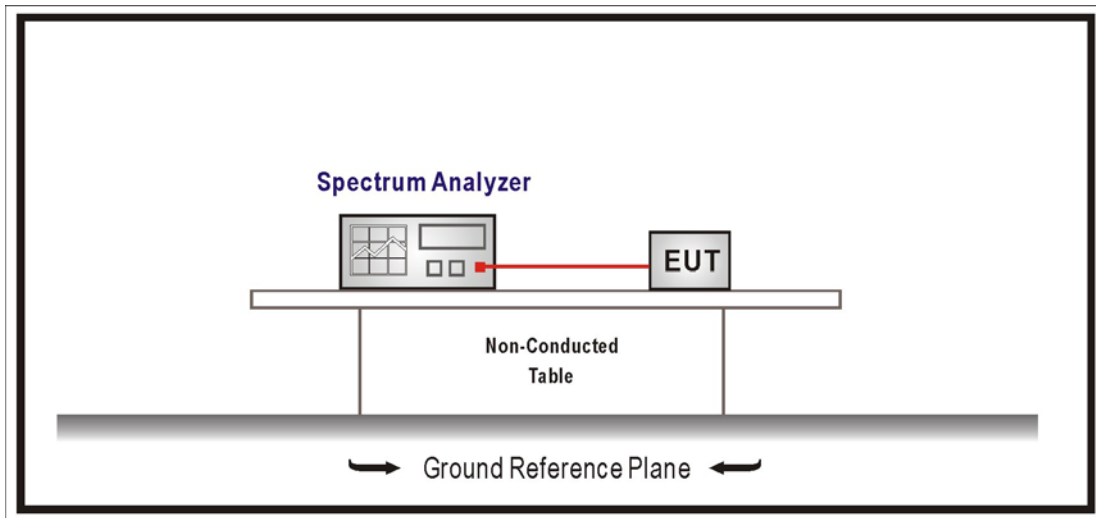 Spectrum Analyzer
EUT
Non-Conducted
Table
Ground Reference Plane